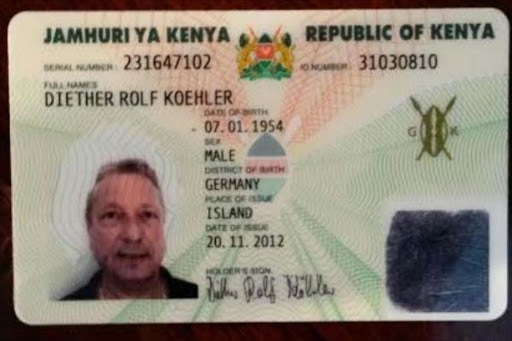 JAMHURI YA KENYA REPUBLIC OF KENYA
SERIAL NUMBER: 231647102 ID NUMBER: 31030810
FULL NAMES
DIETHER ROLF KOEHLER
DATE OF BIRTH
07. 01. 1954
SEX
MALE
G K
DISTRICT OF BIRTH
GERMANY
PLACE OF ISSUE
ISLAND
DATE OF ISSUE
20. 11. 2012
HOLDER'S SIGN.
Rolf